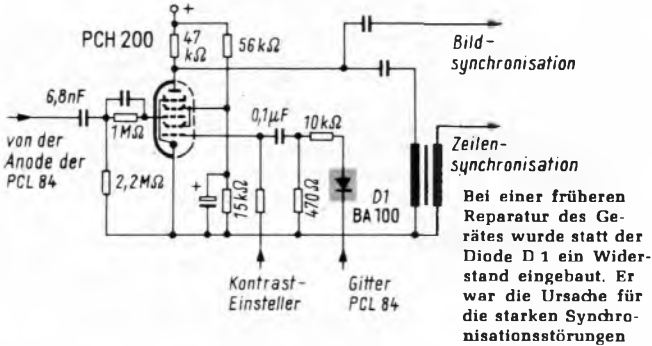 +
PCH 200
47
kΩ
56kΩ
Bild-
synchronisation
6,8nF
1MΩ
0,1µF
10kΩ
von der
Anode der
PCL 84
2,2MΩ
+
15kΩ
470Ω
D1
BA 100
Zeilen-
synchronisation
Kontrast-
Einsteller
Gitter
PCL 84
Bei einer früheren
Reparatur des Ge-
rätes wurde statt der
Diode D 1 ein Wider-
stand eingebaut. Er
war die Ursache für
die starken Synchro-
nisationsstörungen